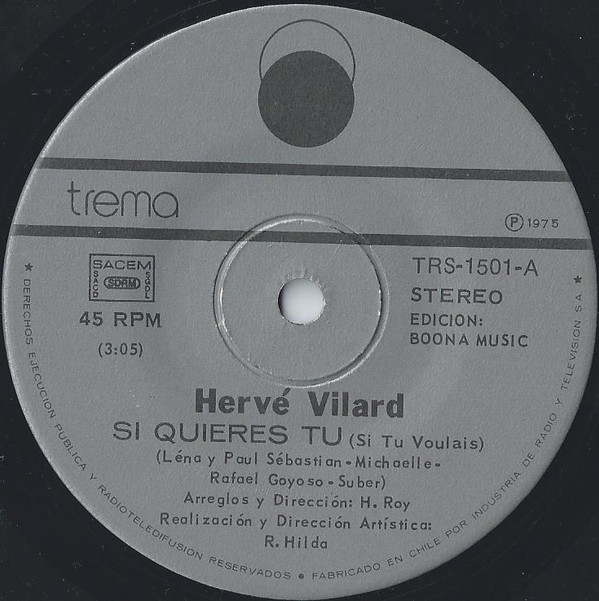 trema
Ⓟ 1975
SACEM
SACD SDRM SGDL
45 RPM
(3:05)
TRS-1501-A
STEREO
EDICION:
BOONA MUSIC
Hervé Vilard
SI QUIERES TU (Si Tu Voulais)
(Léna y Paul Sébastian-Michaelle-
Rafael Goyoso-Suber)
Arreglos y Dirección: H. Roy
Realización y Dirección Artística:
R. Hilda
★ DERECHOS EJECUCION PUBLICA Y RADIOTELEDIFUSION RESERVADOS • FABRICADO EN CHILE POR INDUSTRIA DE RADIO Y TELEVISION S.A. ★